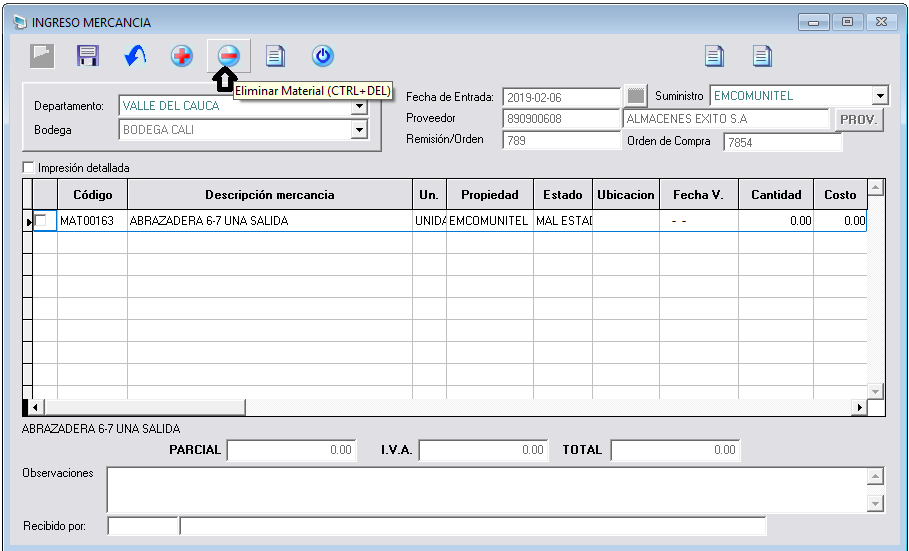 INGRESO MERCANCIA
Eliminar Material (CTRL+DEL)
Departamento: VALLE DEL CAUCA
Bodega BODEGA CALI
Fecha de Entrada: 2019-02-06 Suministro EMCOMUNITEL
Proveedor 890900608 ALMACENES EXITO S.A PROV.
Remisión/Orden 789 Orden de Compra 7854
Impresión detallada
Código Descripción mercancia Un. Propiedad Estado Ubicacion Fecha V. Cantidad Costo
MAT00163 ABRAZADERA 6-7 UNA SALIDA UNIDA EMCOMUNITEL MAL ESTAD - - 0.00 0.00
ABRAZADERA 6-7 UNA SALIDA
PARCIAL 0.00 I.V.A. 0.00 TOTAL 0.00
Observaciones
Recibido por: